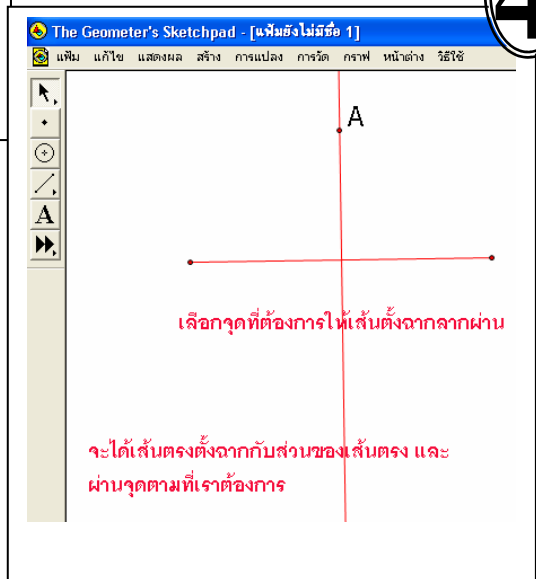 4
The Geometer's Sketchpad - [แฟ้มยังไม่มีชื่อ 1]
แฟ้ม แก้ไข แสดงผล สร้าง การแปลง การวัด กราฟ หน้าต่าง วิธีใช้
A
A
เลือกจุดที่ต้องการให้เส้นตั้งฉากลากผ่าน
จะได้เส้นตรงตั้งฉากกับส่วนของเส้นตรง และ
ผ่านจุดตามที่เราต้องการ